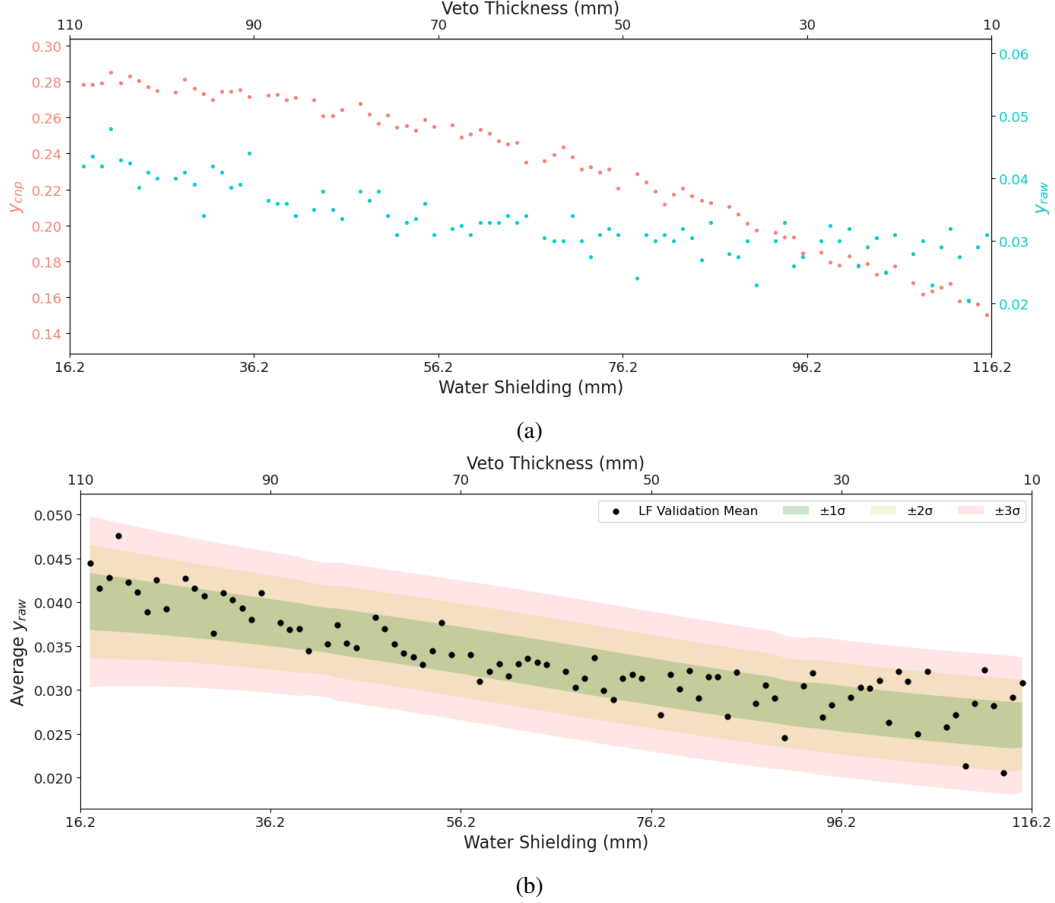 Veto Thickness (mm)
110 90 70 50 30 10
0.30 0.28 0.26 0.24 0.22 0.20 0.18 0.16 0.14
y_cnp
0.06 0.05 0.04 0.03 0.02
y_raw
16.2 36.2 56.2 76.2 96.2 116.2
Water Shielding (mm)
(a)
Veto Thickness (mm)
110 90 70 50 30 10
LF Validation Mean ±1σ ±2σ ±3σ
0.050 0.045 0.040 0.035 0.030 0.025 0.020
Average y_raw
16.2 36.2 56.2 76.2 96.2 116.2
Water Shielding (mm)
(b)